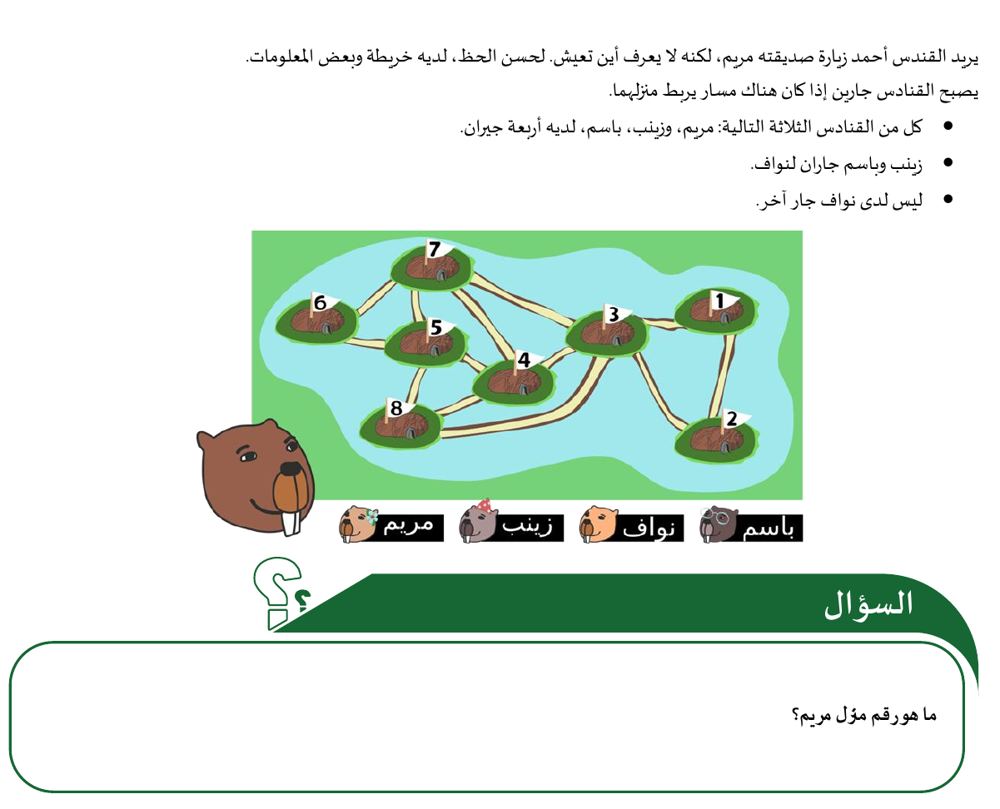 يريد القندس أحمد زيارة صديقته مريم، لكنه لا يعرف أين تعيش. لحسن الحظ، لديه خريطة وبعض المعلومات.
يصبح القنادس جارين إذا كان هناك مسار يربط منزلهما.
● كل من القنادس الثلاثة التالية: مريم، وزينب، باسم، لديه أربعة جيران.
● زينب وباسم جاران لنواف.
● ليس لدى نواف جار آخر.
7
6
1
3
5
4
8
2
مريم
زينب
نواف
باسم
السؤال
ما هو رقم منزل مريم؟